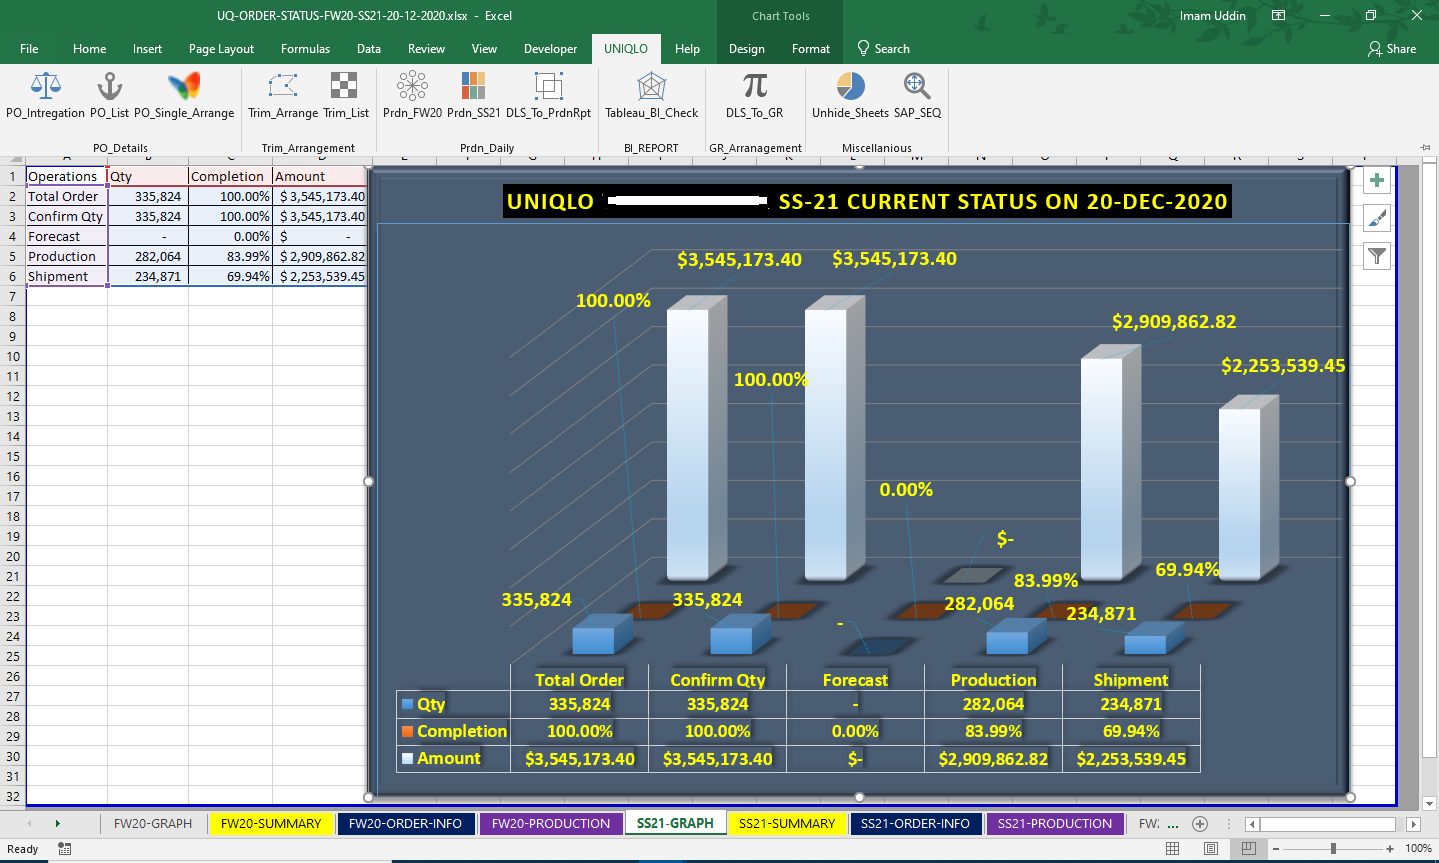 UQ-ORDER-STATUS-FW20-SS21-20-12-2020.xlsx - Excel
Chart Tools
Imam Uddin
File Home Insert Page Layout Formulas Data Review View Developer UNIQLO Help Design Format Search Share
PO_Intregation PO_List PO_Single_Arrange Trim_Arrange Trim_List Prdn_FW20 Prdn_SS21 DLS_To_PrdnRpt Tableau_BI_Check DLS_To_GR Unhide_Sheets SAP_SEQ
PO_Details Trim_Arrangement Prdn_Daily BI_REPORT GR_Arranagement Miscellanious
1 Operations Qty Completion Amount
2 Total Order 335,824 100.00% $ 3,545,173.40
3 Confirm Qty 335,824 100.00% $ 3,545,173.40
4 Forecast - 0.00% $ -
5 Production 282,064 83.99% $ 2,909,862.82
6 Shipment 234,871 69.94% $ 2,253,539.45
7
8
9
10
11
12
13
14
15
16
17
18
19
20
21
22
23
24
25
26
27
28
29
30
31
32
UNIQLO SS-21 CURRENT STATUS ON 20-DEC-2020
$3,545,173.40 $3,545,173.40
100.00%
$2,909,862.82
$2,253,539.45
100.00%
0.00%
$-
83.99% 69.94%
335,824 335,824 282,064
234,871
-
Total Order Confirm Qty Forecast Production Shipment
Qty 335,824 335,824 - 282,064 234,871
Completion 100.00% 100.00% 0.00% 83.99% 69.94%
Amount $3,545,173.40 $3,545,173.40 $- $2,909,862.82 $2,253,539.45
FW20-GRAPH FW20-SUMMARY FW20-ORDER-INFO FW20-PRODUCTION SS21-GRAPH SS21-SUMMARY SS21-ORDER-INFO SS21-PRODUCTION FW: ...
Ready
100%